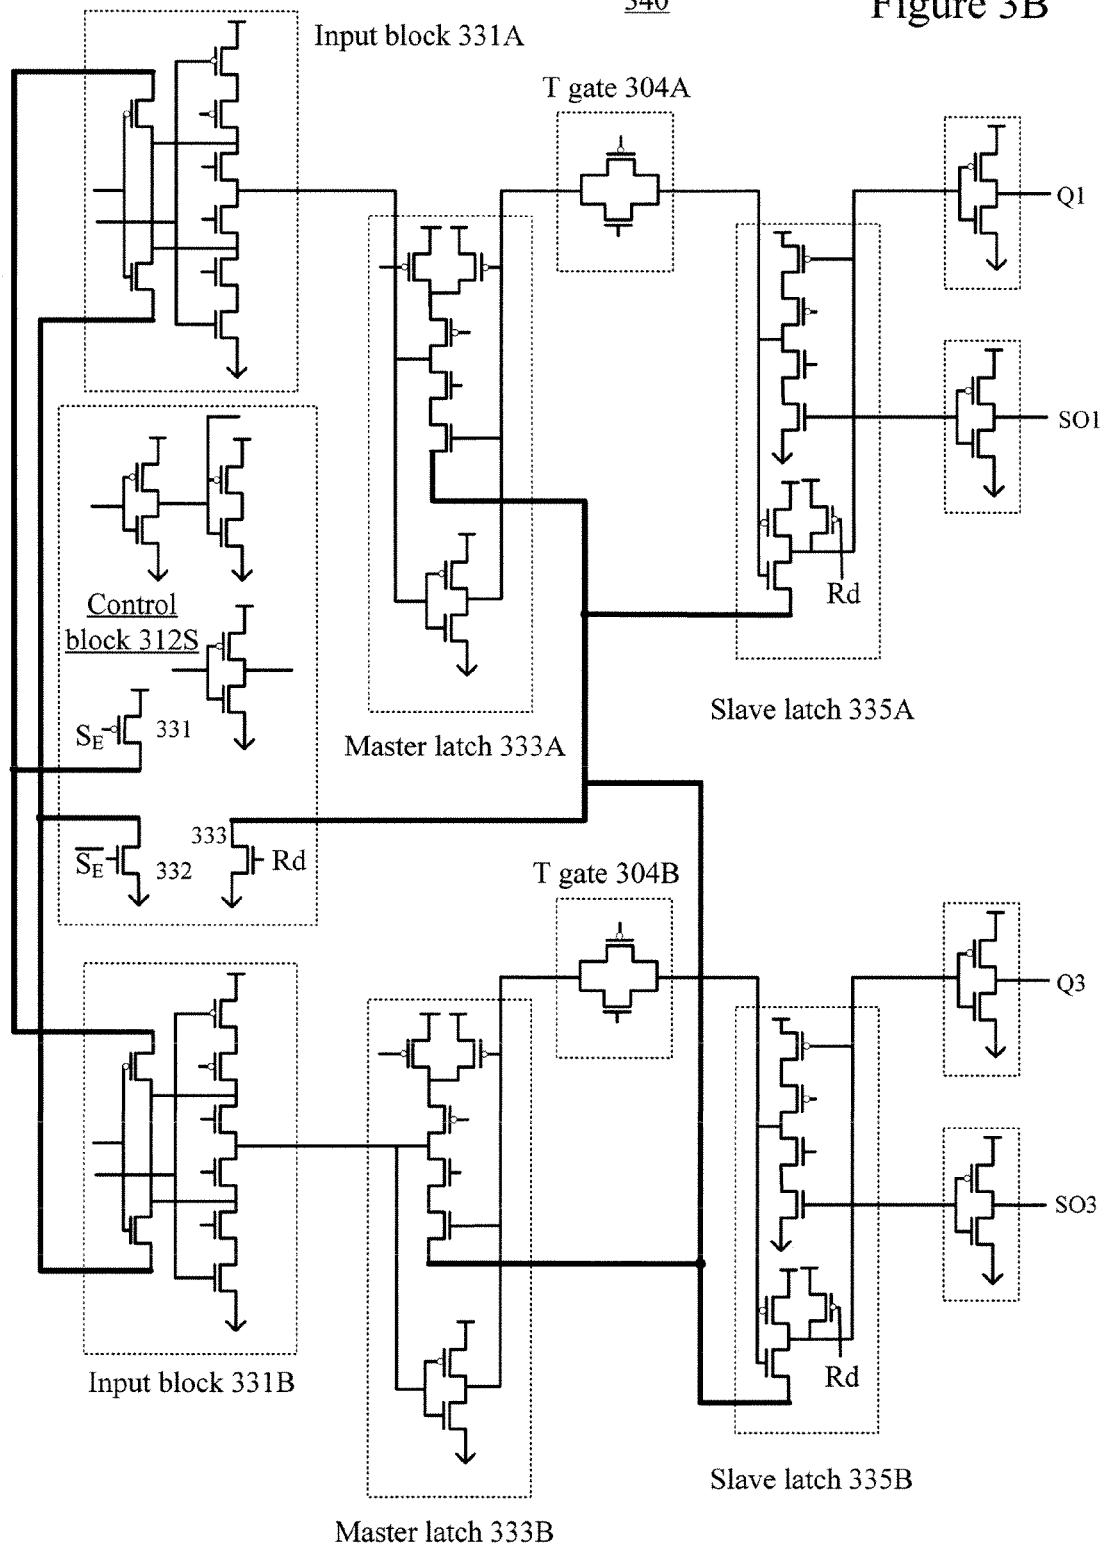 340
Figure 3B
Input block 331A
T gate 304A
Q1
SO1
Rd
Control
block 312S
Slave latch 335A
SE
331
Master latch 333A
SE
332
333
Rd
T gate 304B
Q3
SO3
Rd
Input block 331B
Slave latch 335B
Master latch 333B